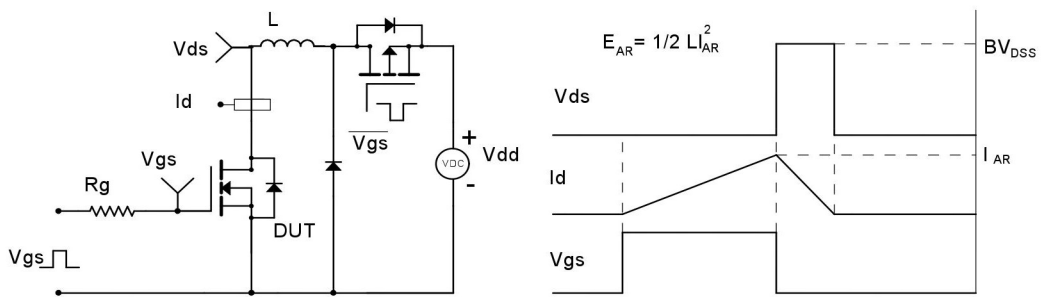 L
Vds
Id
Vgs
Vgs
+
VDC
Vdd
-
Rg
DUT
Vgs
E_AR = 1/2 LI_AR^2
BV_DSS
Vds
I_AR
Id
Vgs